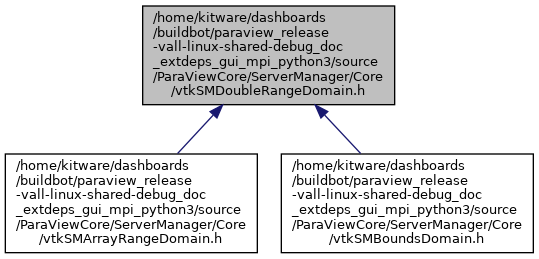 /home/kitware/dashboards
/buildbot/paraview_release
-vall-linux-shared-debug_doc
_extdeps_gui_mpi_python3/source
/ParaViewCore/ServerManager/Core
/vtkSMDoubleRangeDomain.h
/home/kitware/dashboards
/buildbot/paraview_release
-vall-linux-shared-debug_doc
_extdeps_gui_mpi_python3/source
/ParaViewCore/ServerManager/Core
/vtkSMArrayRangeDomain.h
/home/kitware/dashboards
/buildbot/paraview_release
-vall-linux-shared-debug_doc
_extdeps_gui_mpi_python3/source
/ParaViewCore/ServerManager/Core
/vtkSMBoundsDomain.h